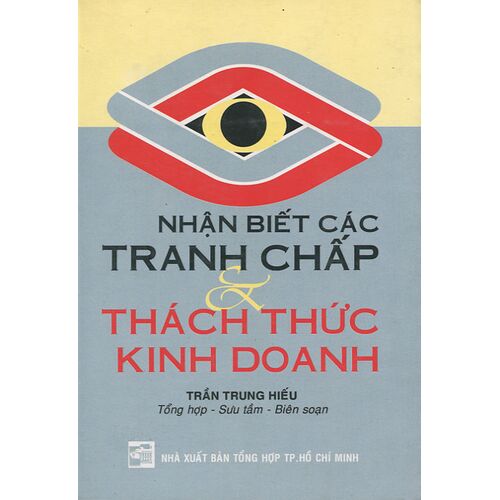 NHẬN BIẾT CÁC
TRANH CHẤP
&
THÁCH THỨC
KINH DOANH
TRẦN TRUNG HIẾU
Tổng hợp - Sưu tầm - Biên soạn
NHÀ XUẤT BẢN TỔNG HỢP TP.HỒ CHÍ MINH